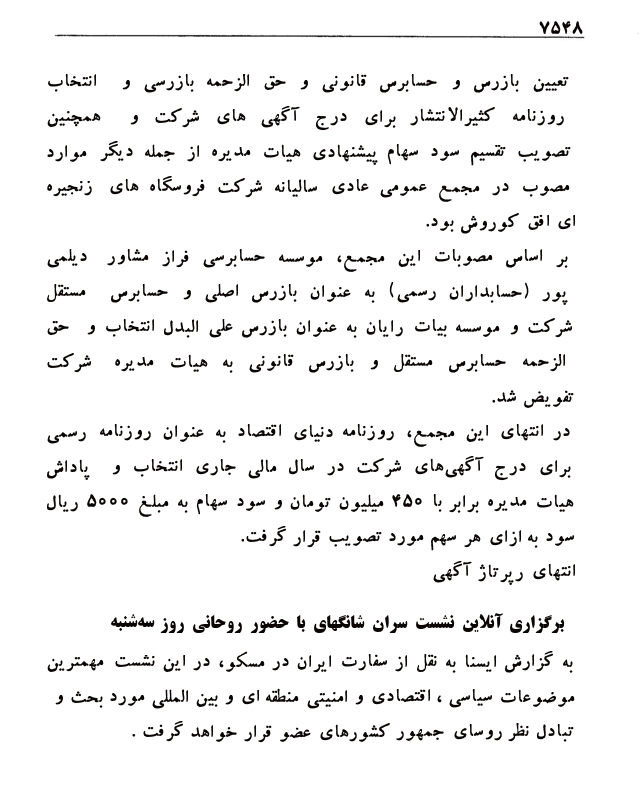 ۷۵۴۸
تعیین بازرس و حسابرس قانونی و حق الزحمه بازرسی و انتخاب
روزنامه کثیرالانتشار برای درج آگهی های شرکت و همچنین
تصویب تقسیم سود سهام پیشنهادی هیات مدیره از جمله دیگر موارد
مصوب در مجمع عمومی عادی سالیانه شرکت فروسگاه های زنجیره
ای افق کوروش بود.
بر اساس مصوبات این مجمع، موسسه حسابرسی فراز مشاور دیلمی
پور (حسابداران رسمی) به عنوان بازرس اصلی و حسابرس مستقل
شرکت و موسسه بیات رایان به عنوان بازرس علی البدل انتخاب و حق
الزحمه حسابرس مستقل و بازرس قانونی به هیات مدیره شرکت
تفویض شد.
در انتهای این مجمع، روزنامه دنیای اقتصاد به عنوان روزنامه رسمی
برای درج آگهی‌های شرکت در سال مالی جاری انتخاب و پاداش
هیات مدیره برابر با ۴۵۰ میلیون تومان و سود سهام به مبلغ ۵۰۰۰ ریال
سود به ازای هر سهم مورد تصویب قرار گرفت.
انتهای رپرتاژ آگهی
برگزاری آنلاین نشست سران شانگهای با حضور روحانی روز سه‌شنبه
به گزارش ایسنا به نقل از سفارت ایران در مسکو، در این نشست مهمترین
موضوعات سیاسی ، اقتصادی و امنیتی منطقه ای و بین المللی مورد بحث و
تبادل نظر روسای جمهور کشورهای عضو قرار خواهد گرفت .